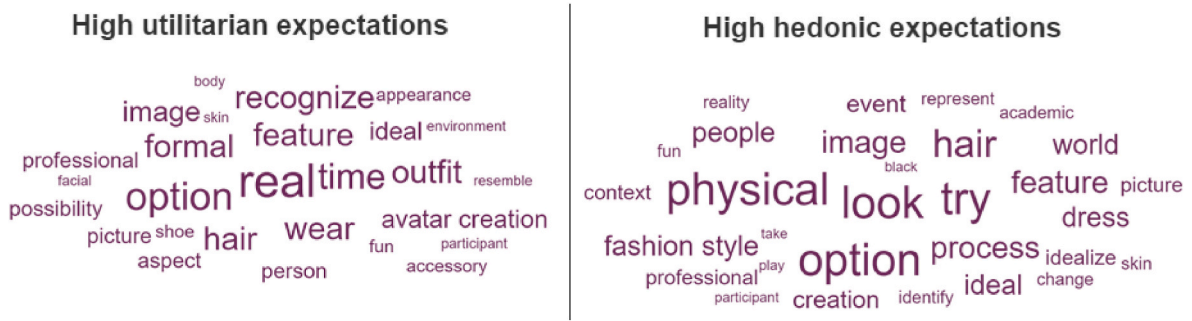 High utilitarian expectations
body
image skin recognize appearance
formal feature ideal environment
professional
facial
option real time outfit resemble
possibility
picture shoe hair wear avatar creation
aspect person fun participant
accessory
High hedonic expectations
reality event represent academic
fun people image hair world
black
context physical look try feature picture
dress
fashion style take option process idealize skin
professional play ideal change
participant creation identify